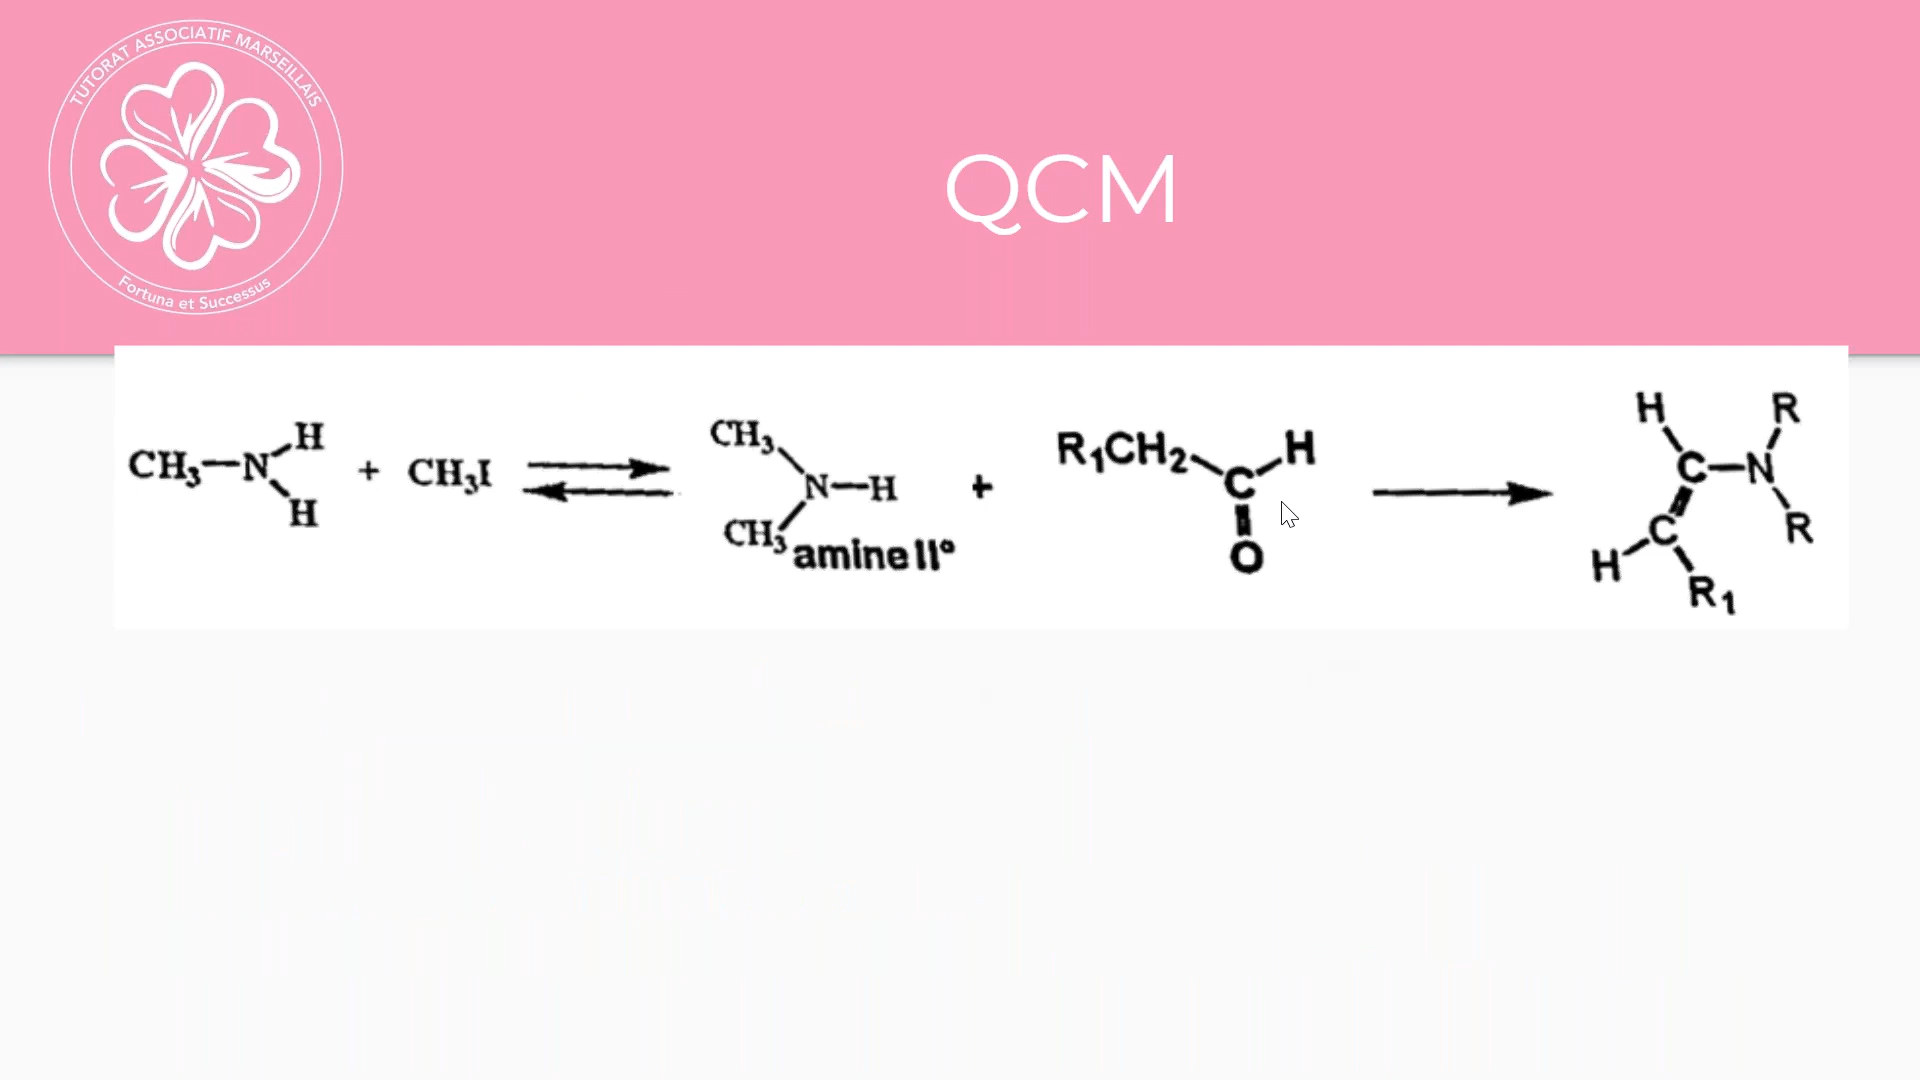 TUTORAT ASSOCIATIF MARSEILLAIS
Fortuna et Successus
QCM
CH₃—N
H
H
+ CH₃I
CH₃
N—H
CH₃
amine II°
+
R₁CH₂
C
H
O
H
C—N
R
R
C
H
R₁